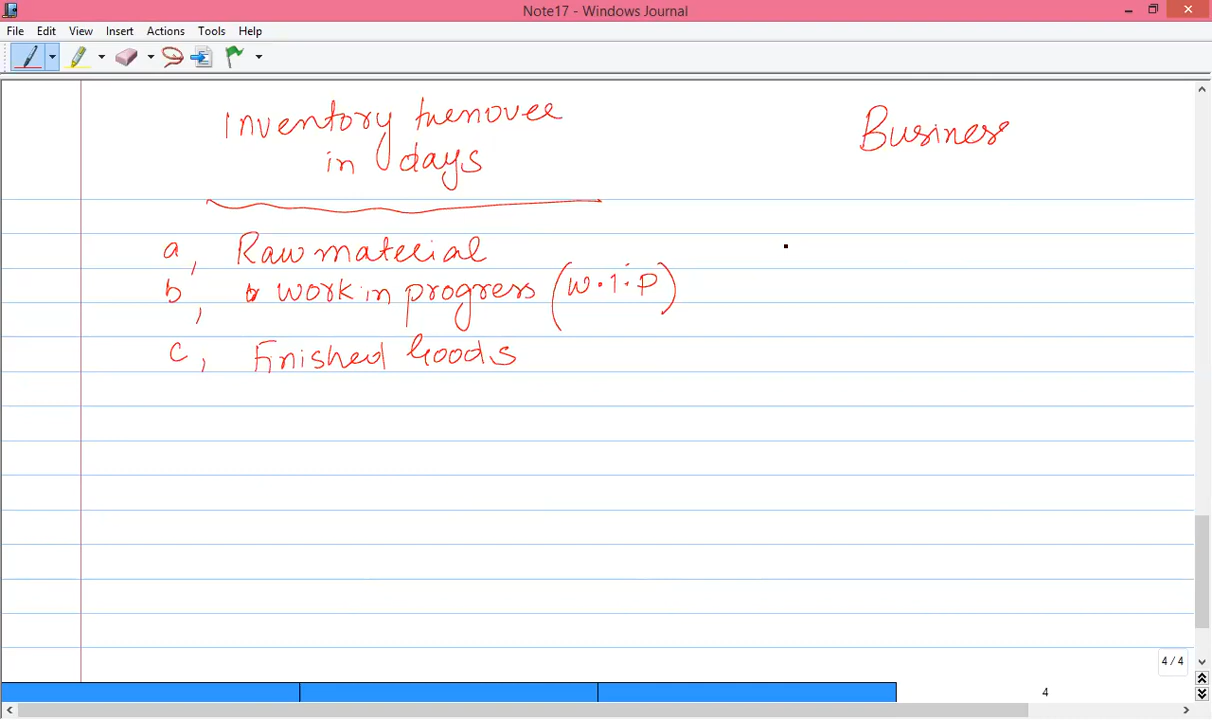 Note17 - Windows Journal
File Edit View Insert Actions Tools Help
Inventory turnover
in days
Business
a, Raw material
b, work in progress (W.I.P)
c, Finished Goods
4 / 4
4